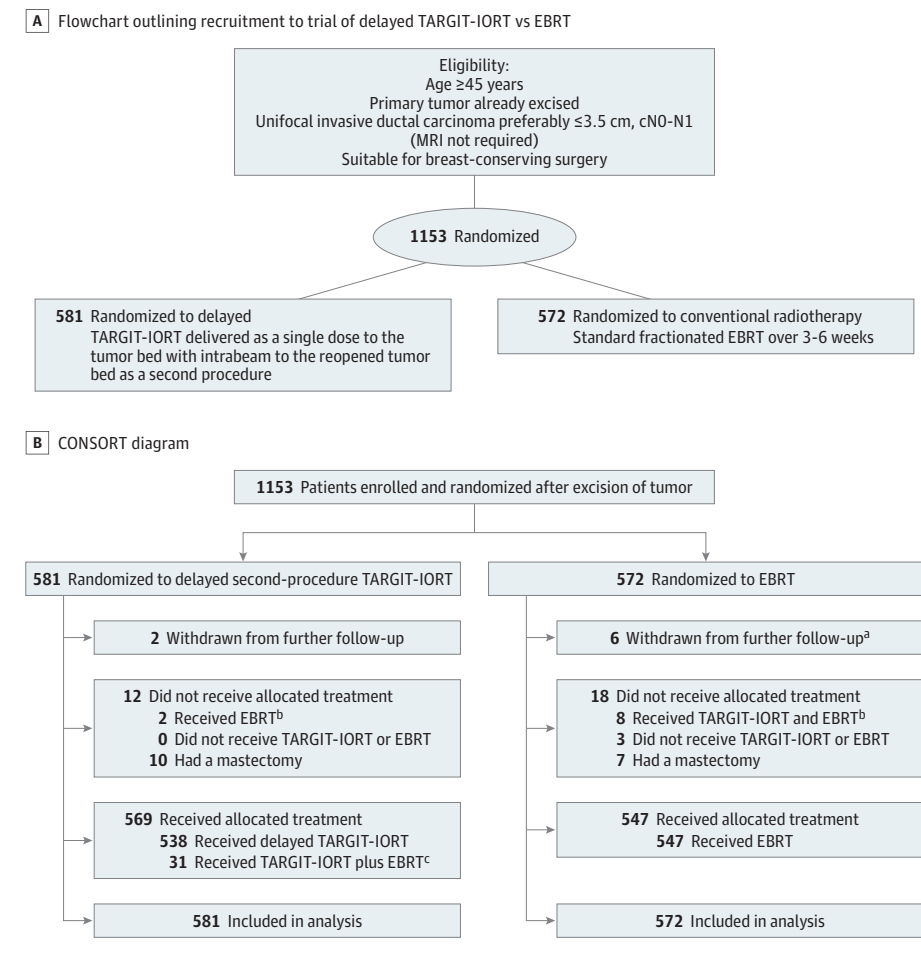 A Flowchart outlining recruitment to trial of delayed TARGIT-IORT vs EBRT
Eligibility:
Age ≥45 years
Primary tumor already excised
Unifocal invasive ductal carcinoma preferably ≤3.5 cm, cN0-N1
(MRI not required)
Suitable for breast-conserving surgery
1153 Randomized
581 Randomized to delayed
TARGIT-IORT delivered as a single dose to the
tumor bed with intrabeam to the reopened tumor
bed as a second procedure
572 Randomized to conventional radiotherapy
Standard fractionated EBRT over 3-6 weeks
B CONSORT diagram
1153 Patients enrolled and randomized after excision of tumor
581 Randomized to delayed second-procedure TARGIT-IORT
2 Withdrawn from further follow-up
12 Did not receive allocated treatment
2 Received EBRTb
0 Did not receive TARGIT-IORT or EBRT
10 Had a mastectomy
569 Received allocated treatment
538 Received delayed TARGIT-IORT
31 Received TARGIT-IORT plus EBRTc
581 Included in analysis
572 Randomized to EBRT
6 Withdrawn from further follow-upa
18 Did not receive allocated treatment
8 Received TARGIT-IORT and EBRTb
3 Did not receive TARGIT-IORT or EBRT
7 Had a mastectomy
547 Received allocated treatment
547 Received EBRT
572 Included in analysis